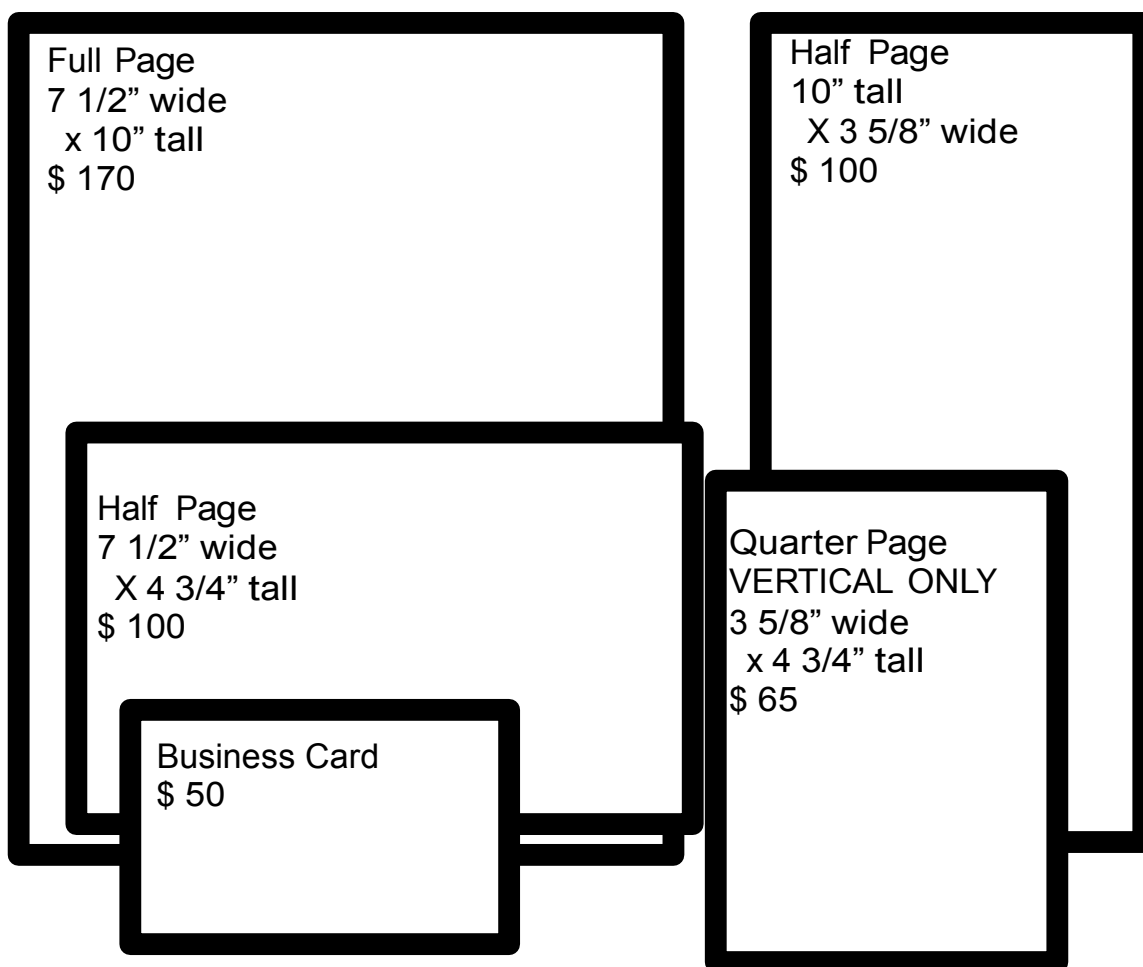 Full Page
7 1/2” wide
x 10” tall
$ 170
Half Page
10” tall
X 3 5/8” wide
$ 100
Half Page
7 1/2” wide
X 4 3/4” tall
$ 100
Quarter Page
VERTICAL ONLY
3 5/8” wide
x 4 3/4” tall
$ 65
Business Card
$ 50